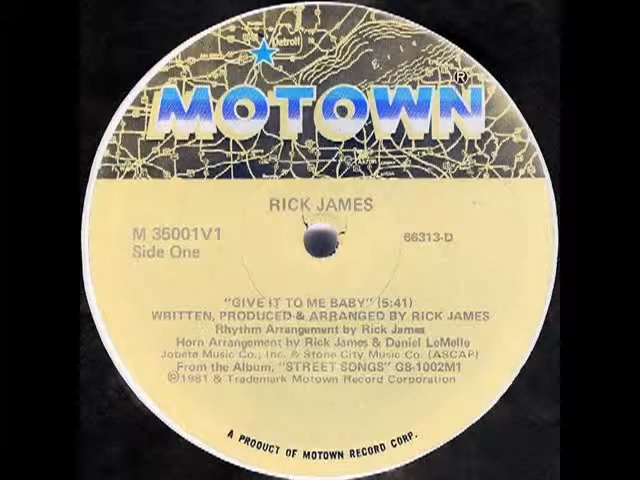 Detroit
ERIE
MOTOWN®
RICK JAMES
M 35001V1
Side One
66313-D
"GIVE IT TO ME BABY" (5:41)
WRITTEN, PRODUCED & ARRANGED BY RICK JAMES
Rhythm Arrangement by Rick James
Horn Arrangement by Rick James & Daniel LeMelle
Jobete Music Co., Inc. & Stone City Music Co. (ASCAP)
From the Album, "STREET SONGS" G8-1002M1
℗©1981 & Trademark Motown Record Corporation
A PRODUCT OF MOTOWN RECORD CORP.